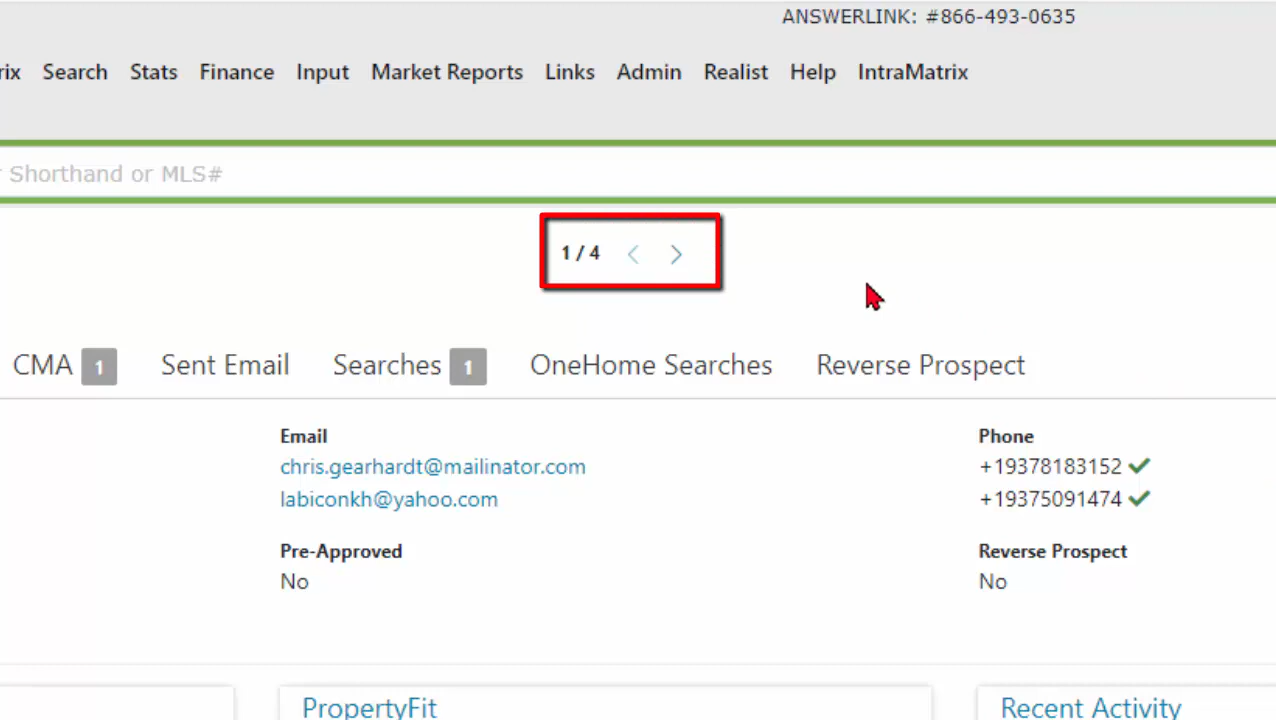 ANSWERLINK: #866-493-0635
rix Search Stats Finance Input Market Reports Links Admin Realist Help IntraMatrix
Shorthand or MLS#
1 / 4
CMA 1 Sent Email Searches 1 OneHome Searches Reverse Prospect
Email
chris.gearhardt@mailinator.com
labiconkh@yahoo.com
Phone
+19378183152
+19375091474
Pre-Approved
No
Reverse Prospect
No
PropertyFit
Recent Activity